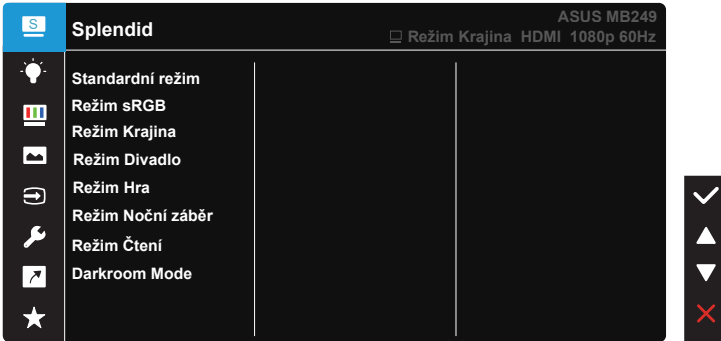 S
Splendid
ASUS MB249
Režim Krajina HDMI 1080p 60Hz
Standardní režim
Režim sRGB
Režim Krajina
Režim Divadlo
Režim Hra
Režim Noční záběr
Režim Čtení
Darkroom Mode